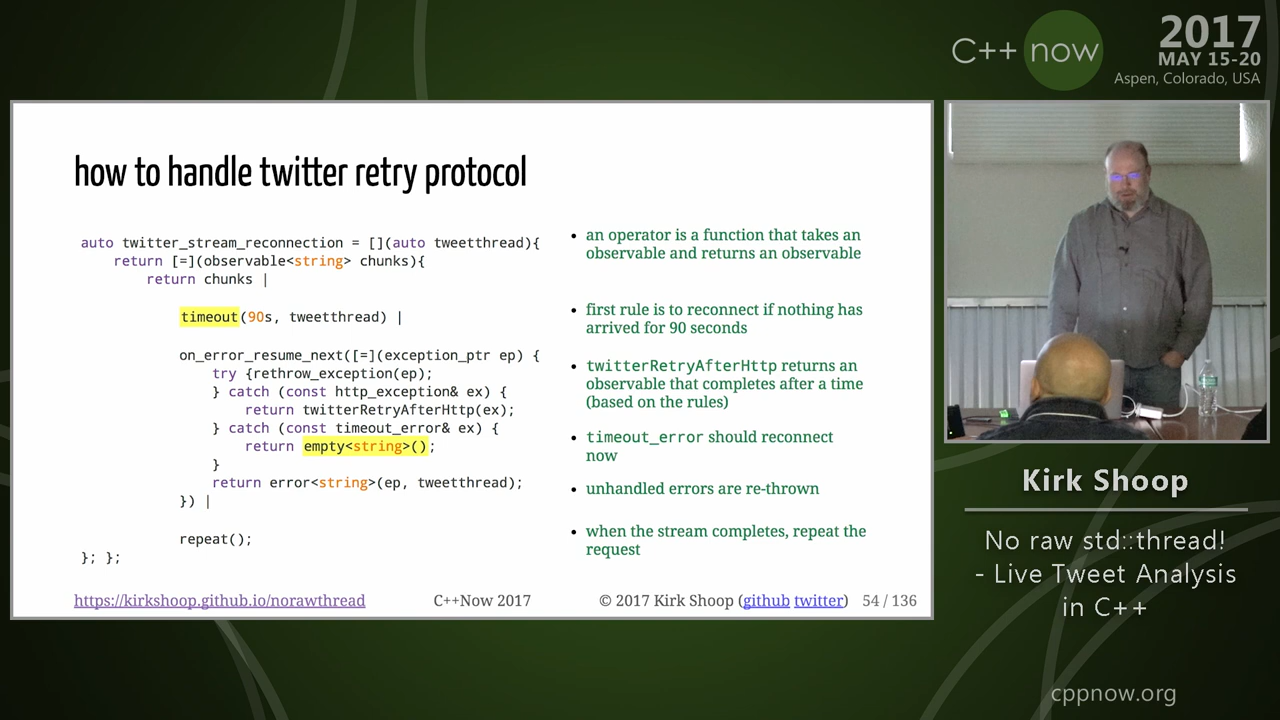 C++ now
2017
MAY 15-20
Aspen, Colorado, USA
how to handle twitter retry protocol
auto twitter_stream_reconnection = [](auto tweetthread){
return [=](observable<string> chunks){
return chunks |
timeout(90s, tweetthread) |
on_error_resume_next([=](exception_ptr ep) {
try {rethrow_exception(ep);
} catch (const http_exception& ex) {
return twitterRetryAfterHttp(ex);
} catch (const timeout_error& ex) {
return empty<string>();
}
return error<string>(ep, tweetthread);
}) |
repeat();
}; };
• an operator is a function that takes an
observable and returns an observable
• first rule is to reconnect if nothing has
arrived for 90 seconds
• twitterRetryAfterHttp returns an
observable that completes after a time
(based on the rules)
• timeout_error should reconnect
now
• unhandled errors are re-thrown
• when the stream completes, repeat the
request
https://kirkshoop.github.io/norawthread
C++Now 2017
© 2017 Kirk Shoop (github twitter)
54 / 136
Kirk Shoop
No raw std::thread!
- Live Tweet Analysis
in C++
cppnow.org